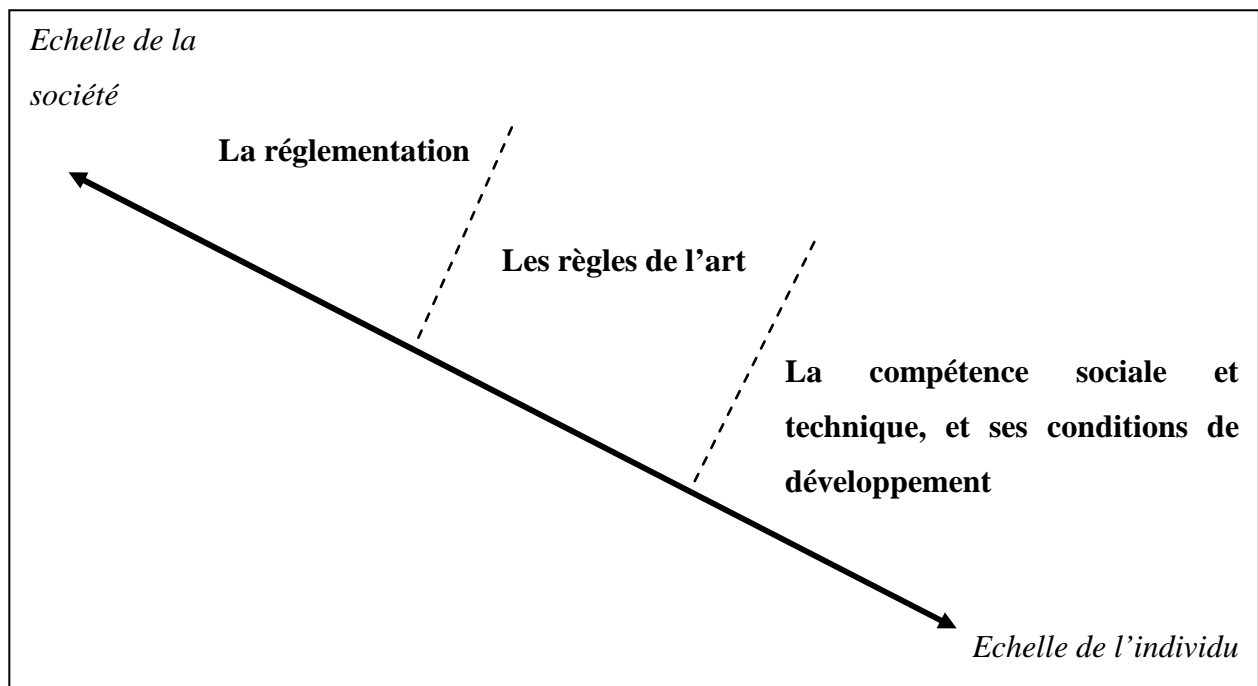 Echelle de la
société
La réglementation
Les règles de l’art
La compétence sociale et
technique, et ses conditions de
développement
Echelle de l’individu